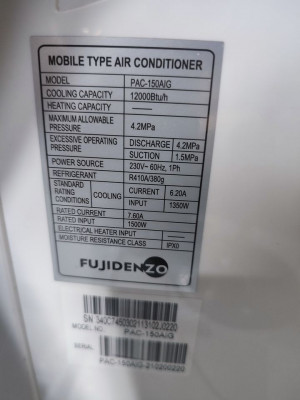 MOBILE TYPE AIR CONDITIONER
MODEL PAC-150AIG
COOLING CAPACITY 12000Btu/h
HEATING CAPACITY ——
MAXIMUM ALLOWABLE PRESSURE 4.2MPa
EXCESSIVE OPERATING PRESSURE DISCHARGE 4.2MPa
SUCTION 1.5MPa
POWER SOURCE 230V~ 60Hz, 1Ph
REFRIGERANT R410A/380g
STANDARD RATING CONDITIONS COOLING CURRENT 6.20A
INPUT 1350W
RATED CURRENT 7.60A
RATED INPUT 1500W
ELECTRICAL HEATER INPUT ——
MOISTURE RESISTANCE CLASS IPX0
FUJIDENZO
MODEL NO. PAC-150AIG
SERIAL